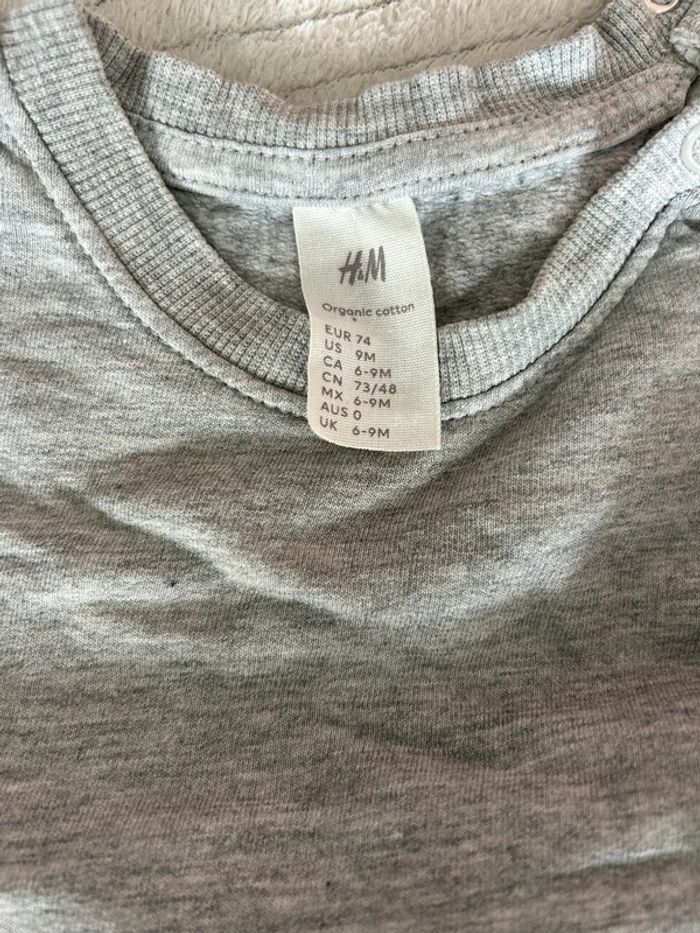 H&M
Organic cotton
EUR 74
US 9M
CA 6-9M
CN 73/48
MX 6-9M
AUS 0
UK 6-9M